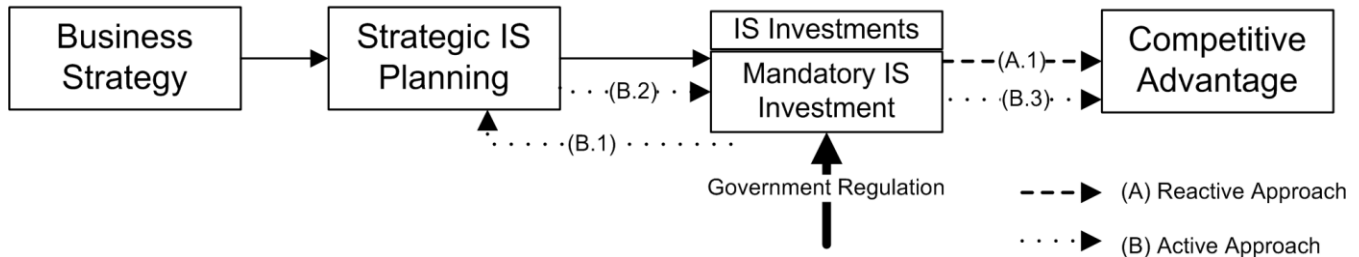 Business
Strategy
Strategic IS
Planning
IS Investments
Mandatory IS
Investment
Competitive
Advantage
(A.1)
(B.2)
(B.3)
(B.1)
Government Regulation
(A) Reactive Approach
(B) Active Approach